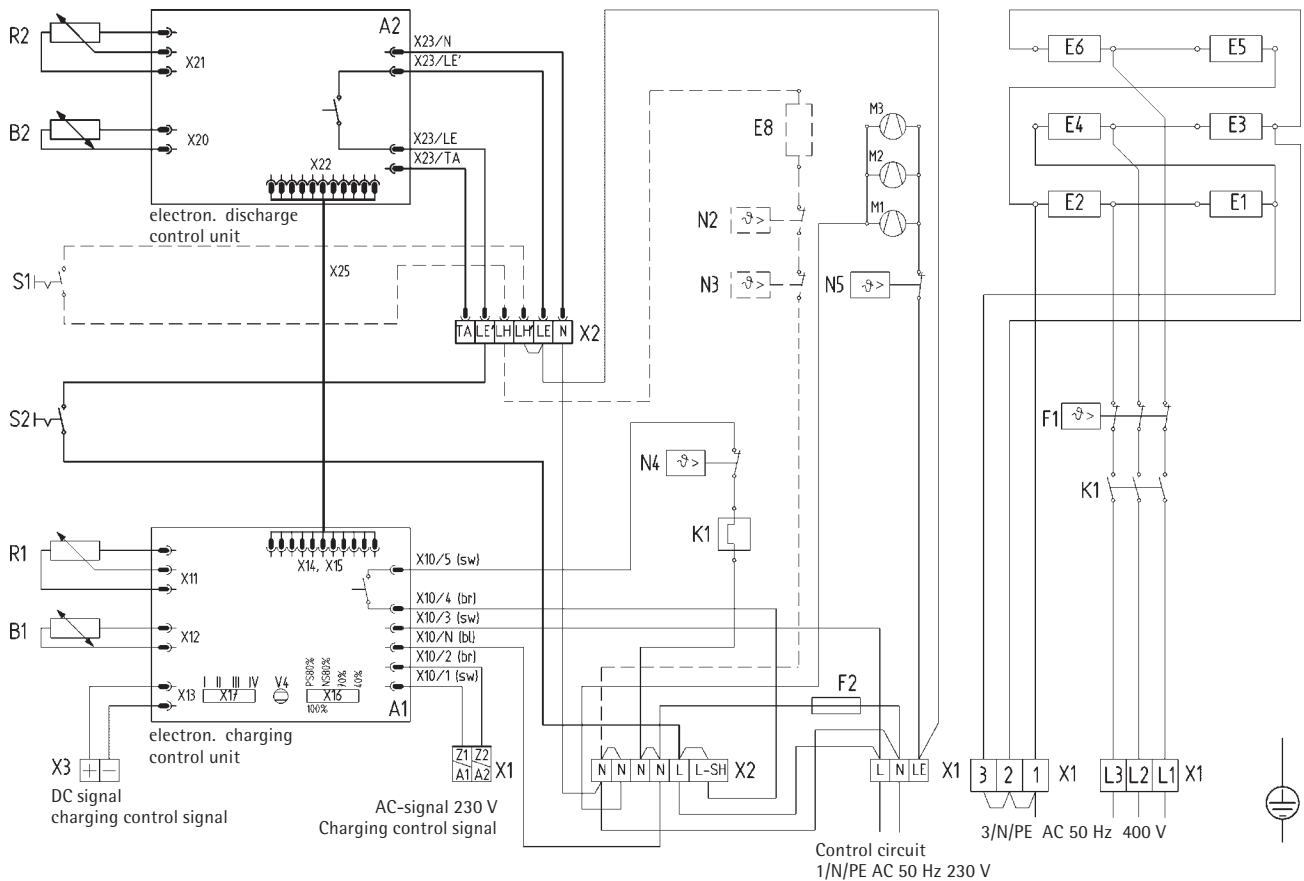 R2
X21
B2
X20
A2
X23/N
X23/LE'
X23/LE
X23/TA
X22
electron. discharge
control unit
S1
X25
TA LE' LH LH' LE N X2
S2
E8
N2 ϑ>
N3 ϑ>
M3
M2
M1
N5 ϑ>
E6 E5
E4 E3
E2 E1
F1 ϑ>
K1
N4 ϑ>
K1
R1
X11
B1
X12
X14, X15
X10/5 (sw)
X10/4 (br)
X10/3 (sw)
X10/N (bl)
X10/2 (br)
X10/1 (sw)
X13
I II III IV
X17
V4
PS80% NS80% 70% 40%
X16
100%
A1
electron. charging
control unit
X3 + −
DC signal
charging control signal
Z1 Z2
A1 A2 X1
AC-signal 230 V
Charging control signal
F2
N N N N L L-SH X2
L N LE X1
Control circuit
1/N/PE AC 50 Hz 230 V
3 2 1 X1
L3 L2 L1 X1
3/N/PE AC 50 Hz 400 V